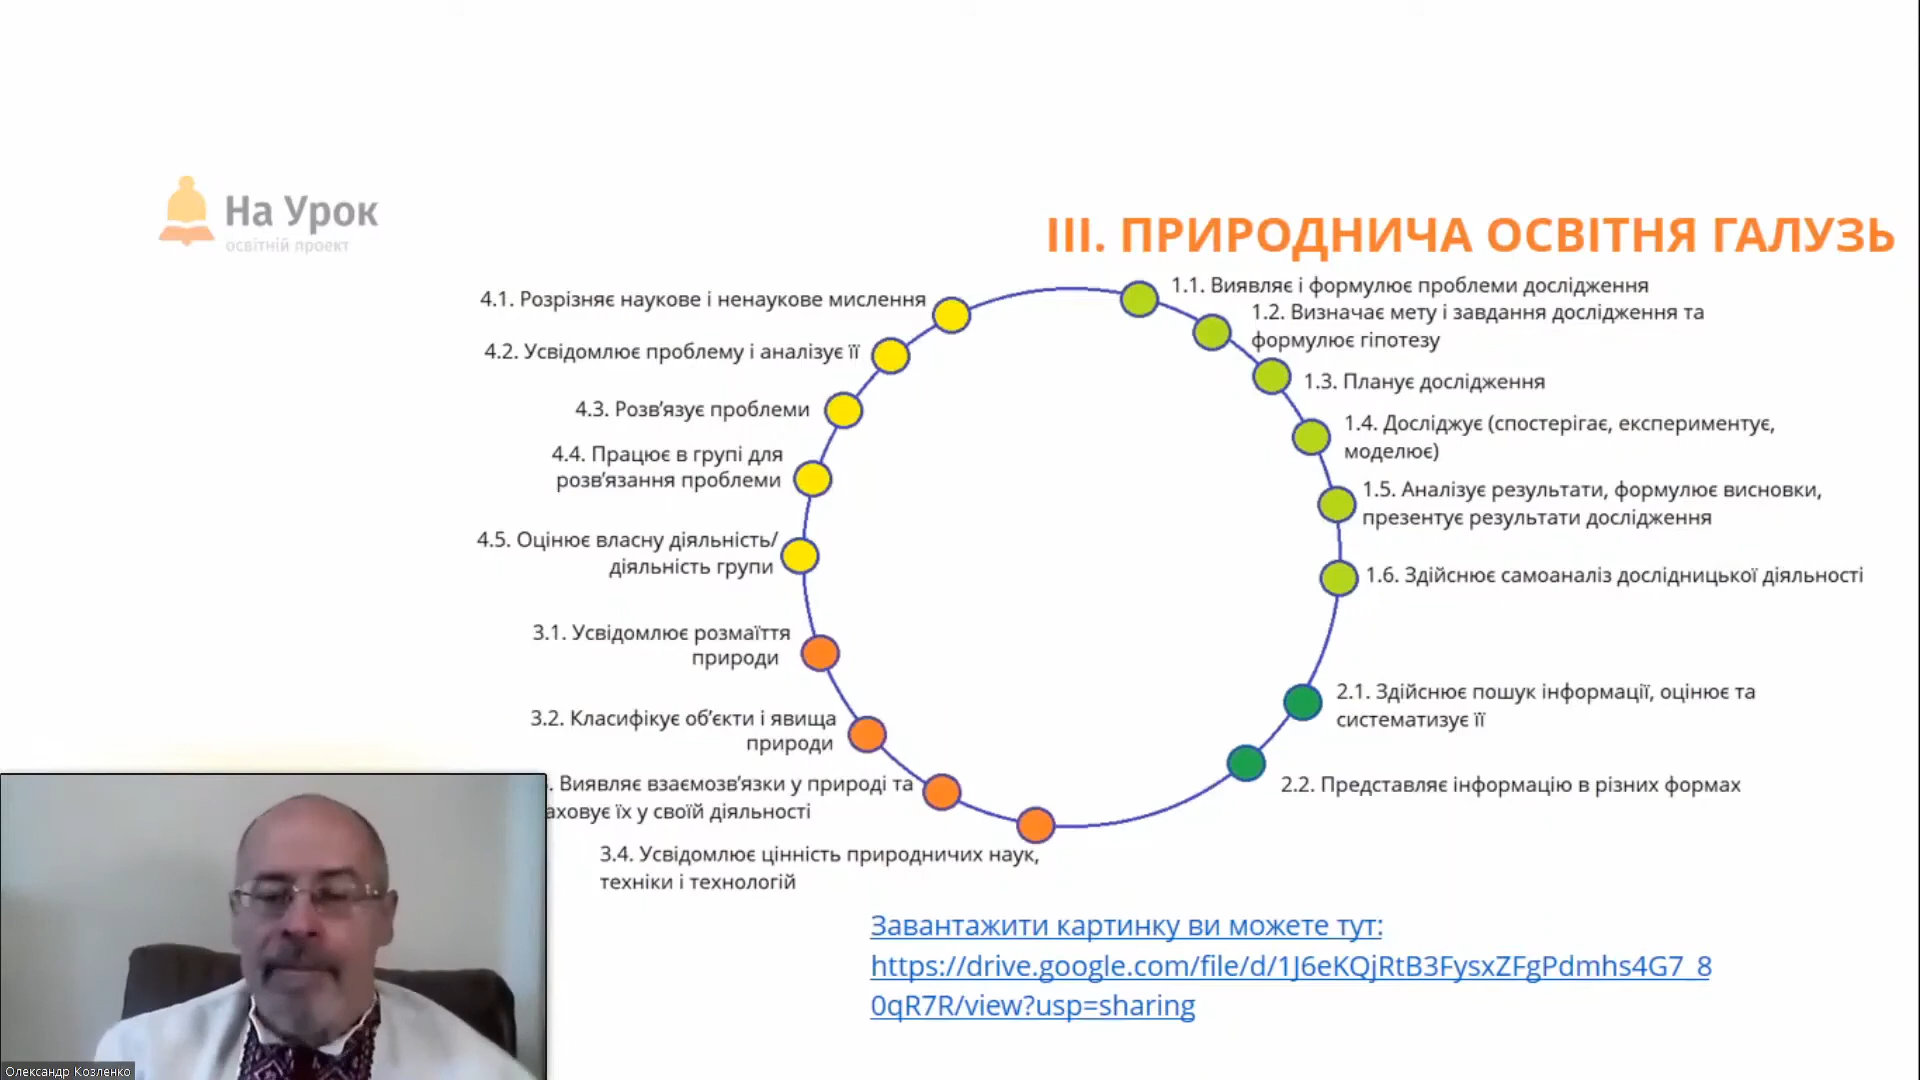 На Урок
освітній проект
ІІІ. ПРИРОДНИЧА ОСВІТНЯ ГАЛУЗЬ
1.1. Виявляє і формулює проблеми дослідження
1.2. Визначає мету і завдання дослідження та
формулює гіпотезу
1.3. Планує дослідження
1.4. Досліджує (спостерігає, експериментує,
моделює)
1.5. Аналізує результати, формулює висновки,
презентує результати дослідження
1.6. Здійснює самоаналіз дослідницької діяльності
2.1. Здійснює пошук інформації, оцінює та
систематизує її
2.2. Представляє інформацію в різних формах
4.1. Розрізняє наукове і ненаукове мислення
4.2. Усвідомлює проблему і аналізує її
4.3. Розв’язує проблеми
4.4. Працює в групі для
розв’язання проблеми
4.5. Оцінює власну діяльність/
діяльність групи
3.1. Усвідомлює розмаїття
природи
3.2. Класифікує об’єкти і явища
природи
. Виявляє взаємозв’язки у природі та
аховує їх у своїй діяльності
3.4. Усвідомлює цінність природничих наук,
техніки і технологій
Завантажити картинку ви можете тут:
https://drive.google.com/file/d/1J6eKQjRtB3FysxZFgPdmhs4G7_8
0qR7R/view?usp=sharing
Олександр Козленко